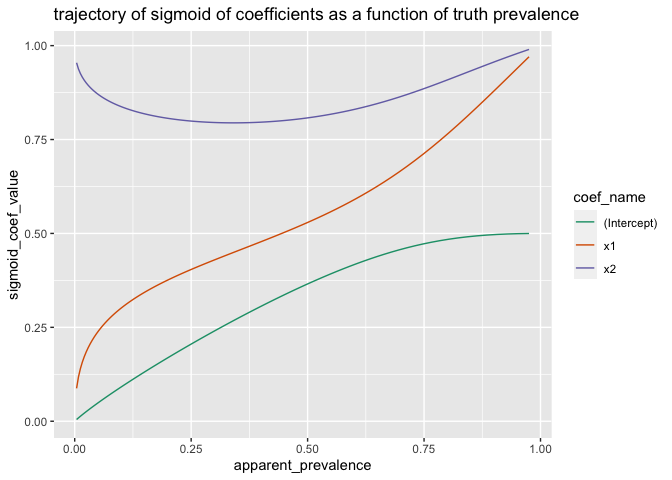 trajectory of sigmoid of coefficients as a function of truth prevalence
1.00
0.75
0.50
0.25
0.00
sigmoid_coef_value
0.00 0.25 0.50 0.75 1.00
apparent_prevalence
coef_name
(Intercept)
x1
x2